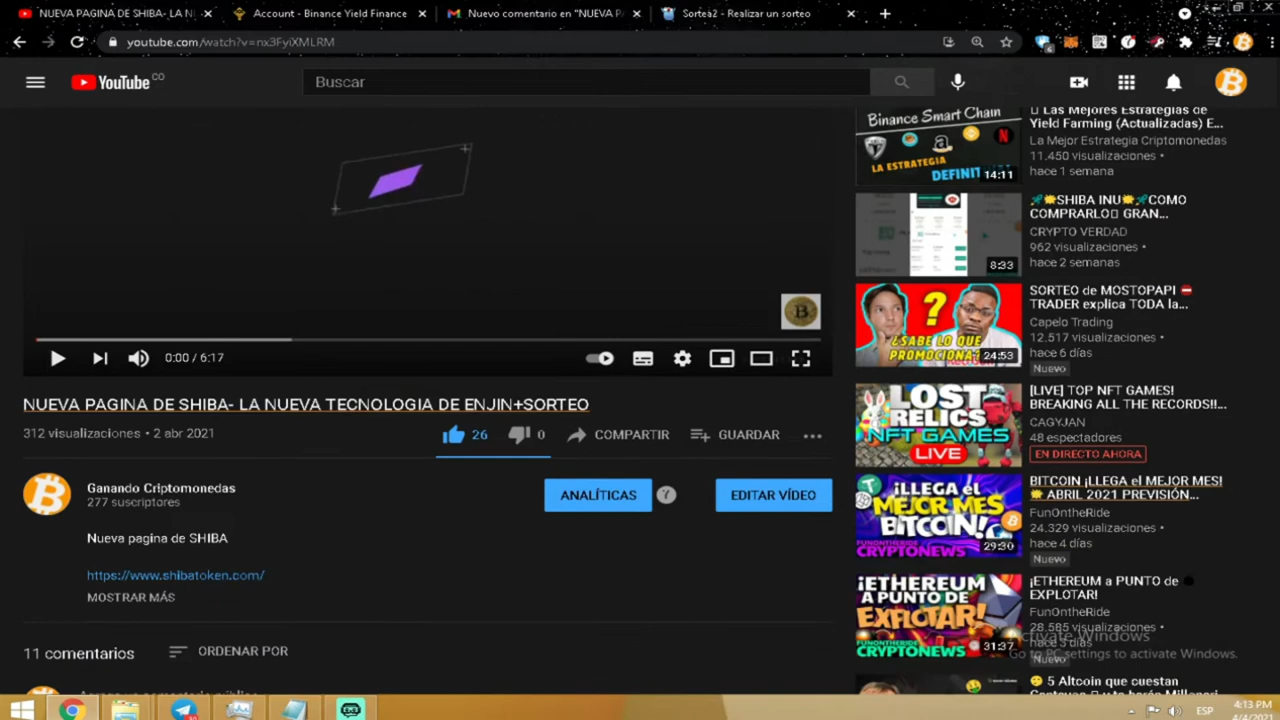 NUEVA PAGINA DE SHIBA- LA N
Account - Binance Yield Finance
Nuevo comentario en "NUEVA P
Sortea2 - Realizar un sorteo
youtube.com/watch?v=nx3FyiXMLRM
YouTube CO
Buscar
0:00 / 6:17
NUEVA PAGINA DE SHIBA- LA NUEVA TECNOLOGIA DE ENJIN+SORTEO
312 visualizaciones • 2 abr 2021
26
0
COMPARTIR
GUARDAR
Ganando Criptomonedas
277 suscriptores
ANALÍTICAS
?
EDITAR VÍDEO
Nueva pagina de SHIBA
https://www.shibatoken.com/
MOSTRAR MÁS
11 comentarios
ORDENAR POR
Binance Smart Chain
LA ESTRATEGIA
14:11
Las Mejores Estrategias de
Yield Farming (Actualizadas) E...
La Mejor Estrategia Criptomonedas
11.450 visualizaciones •
hace 1 semana
8:33
SHIBA INU COMO
COMPRARLO GRAN...
CRYPTO VERDAD
962 visualizaciones •
hace 2 semanas
?
¿SABE LO QUE
PROMOCIONA?
24:53
SORTEO de MOSTOPAPI
TRADER explica TODA la...
Capelo Trading
12.517 visualizaciones •
hace 6 días
Nuevo
LOST
RELICS
NFT GAMES
LIVE
[LIVE] TOP NFT GAMES!
BREAKING ALL THE RECORDS!!...
CAGYJAN
48 espectadores
EN DIRECTO AHORA
¡LLEGA el
MEJOR MES
BITCOIN!
FUNONTHERIDE
CRYPTONEWS
29:30
BITCOIN ¡LLEGA el MEJOR MES!
ABRIL 2021 PREVISIÓN...
FunOntheRide
24.329 visualizaciones •
hace 4 días
Nuevo
¡ETHEREUM
A PUNTO DE
EXPLOTAR!
FUNONTHERIDE
CRYPTONEWS
31:37
¡ETHEREUM a PUNTO de
EXPLOTAR!
FunOntheRide
28.585 visualizaciones •
hace 3 días
Nuevo
Activate Windows
Go to PC settings to activate Windows.
5 Altcoin que cuestan
ESP
4:13 PM
4/4/2021